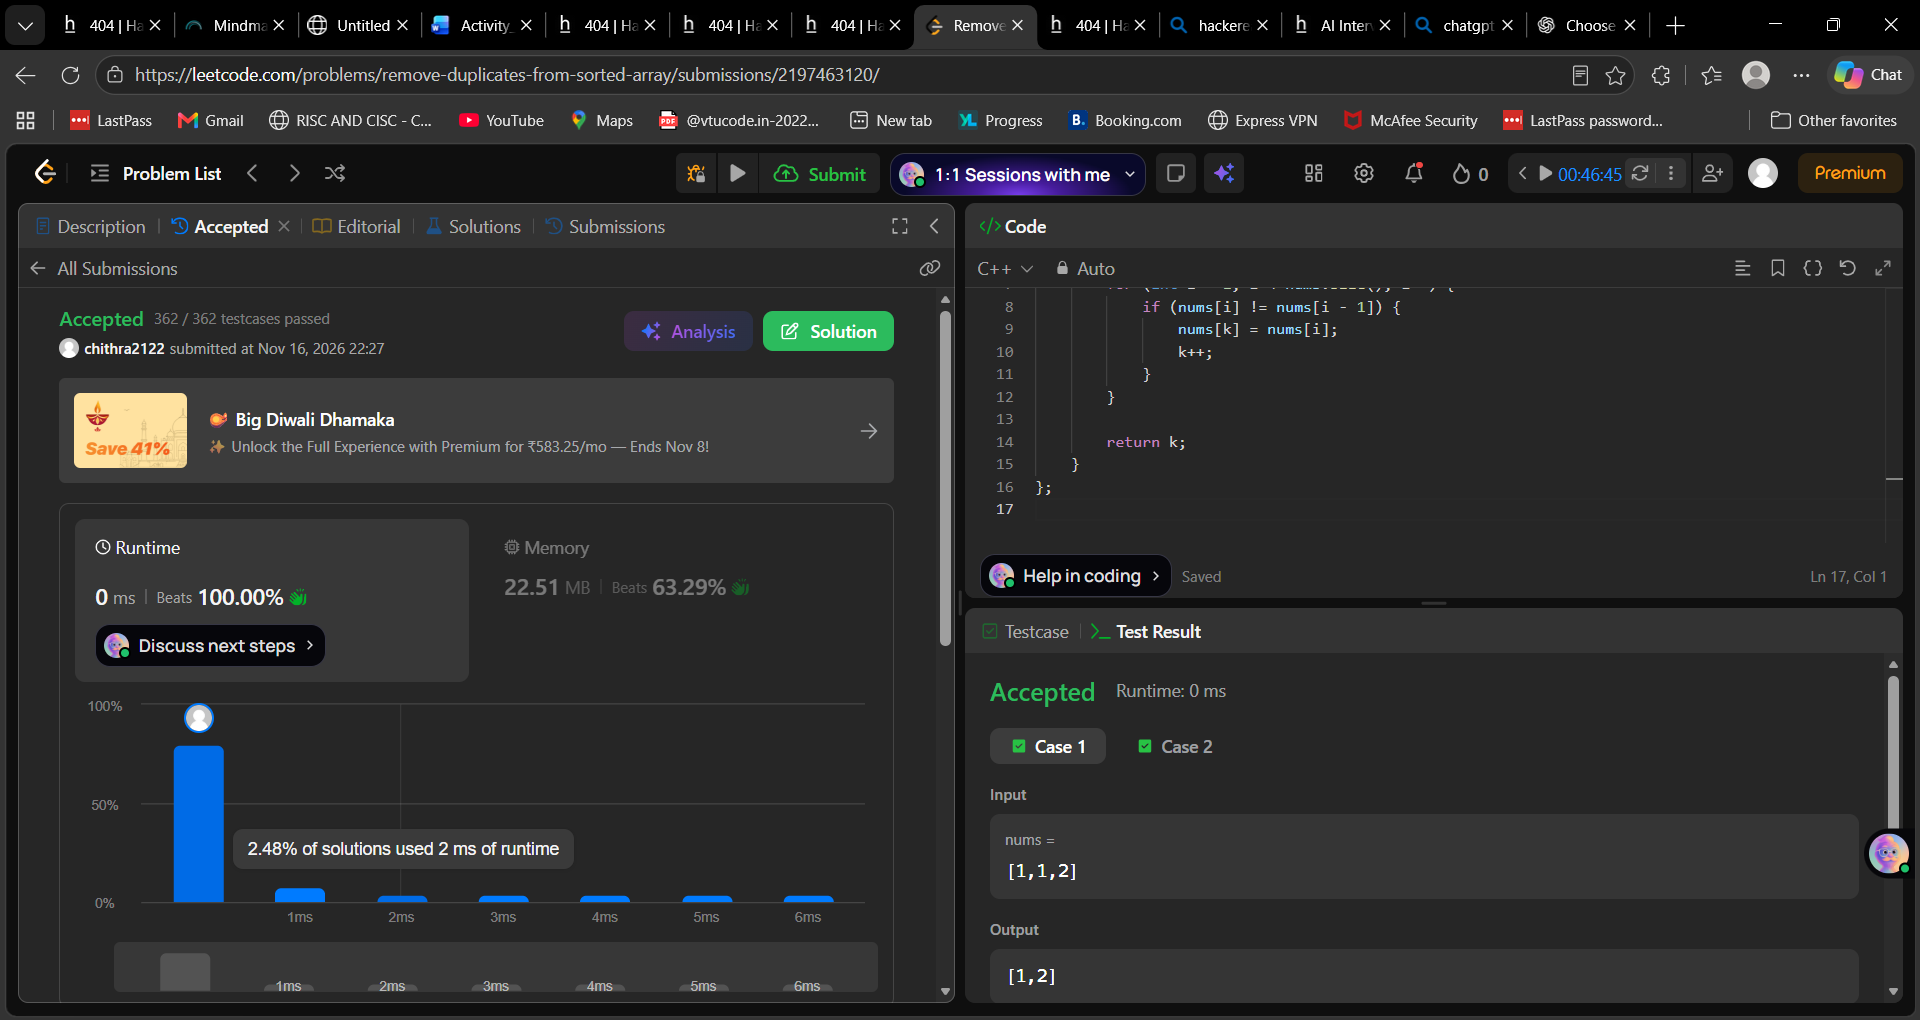 404 | Ha
Mindma
Untitled
Activity_
404 | Ha
404 | Ha
404 | Ha
Remove
404 | Ha
hackere
AI Inter
chatgpt
Choose
https://leetcode.com/problems/remove-duplicates-from-sorted-array/submissions/2197463120/
Chat
LastPass
Gmail
RISC AND CISC - C...
YouTube
Maps
@vtucode.in-2022...
New tab
Progress
Booking.com
Express VPN
McAfee Security
LastPass password...
Other favorites
Problem List
Submit
1:1 Sessions with me
0
00:46:45
Premium
Description
Accepted
Editorial
Solutions
Submissions
All Submissions
Accepted 362 / 362 testcases passed
chithra2122 submitted at Nov 16, 2026 22:27
Analysis
Solution
Save 41%
Big Diwali Dhamaka
Unlock the Full Experience with Premium for ₹583.25/mo — Ends Nov 8!
Runtime
0 ms | Beats 100.00%
Discuss next steps
Memory
22.51 MB | Beats 63.29%
100%
50%
0%
2.48% of solutions used 2 ms of runtime
1ms 2ms 3ms 4ms 5ms 6ms
1ms 2ms 3ms 4ms 5ms 6ms
</> Code
C++
Auto
8 if (nums[i] != nums[i - 1]) {
9 nums[k] = nums[i];
10 k++;
11 }
12 }
13
14 return k;
15 }
16 };
17
Help in coding
Saved
Ln 17, Col 1
Testcase
Test Result
Accepted Runtime: 0 ms
Case 1
Case 2
Input
nums =
[1,1,2]
Output
[1,2]